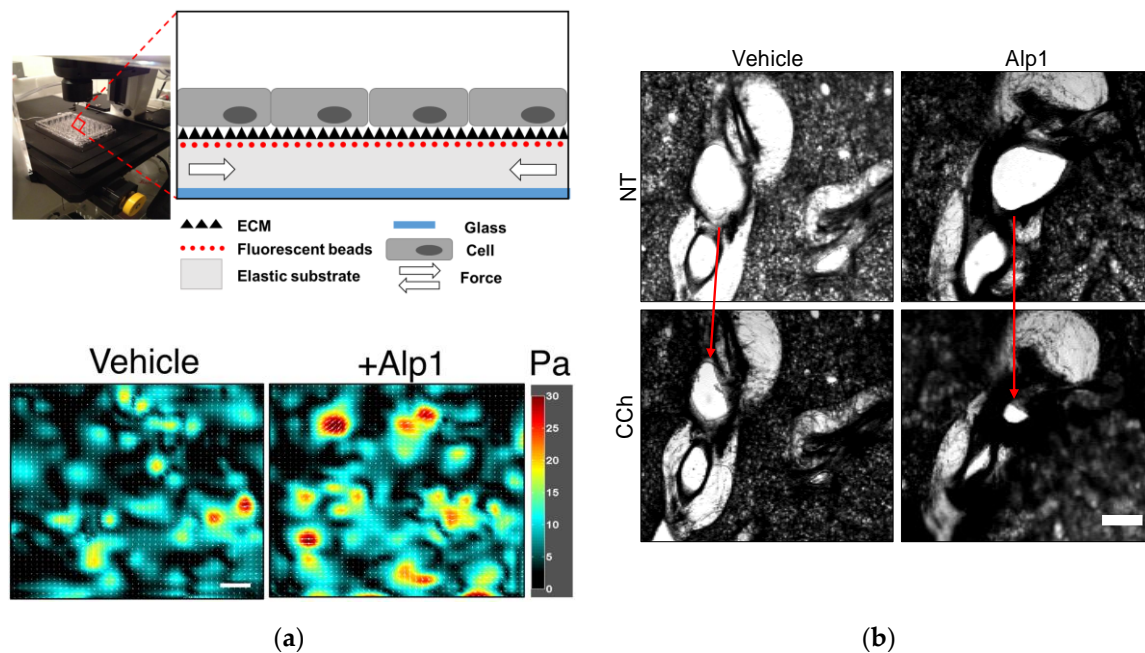 ECM
Fluorescent beads
Elastic substrate
Glass
Cell
Force
Vehicle
+Alp1
Pa
30
25
20
15
10
5
0
(a)
Vehicle
Alp1
NT
CCh
(b)